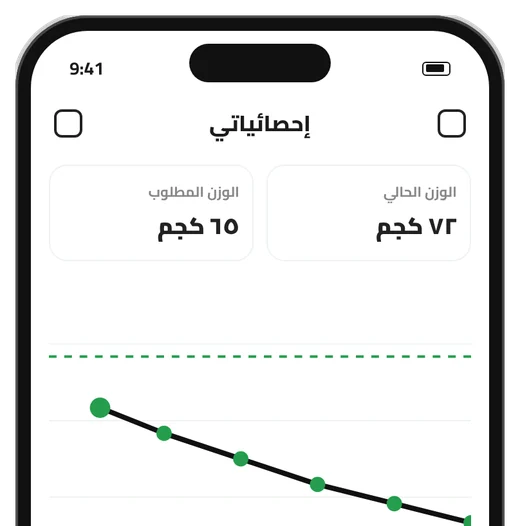 9:41
إحصائياتي
الوزن الحالي
٧٢ كجم
الوزن المطلوب
٦٥ كجم